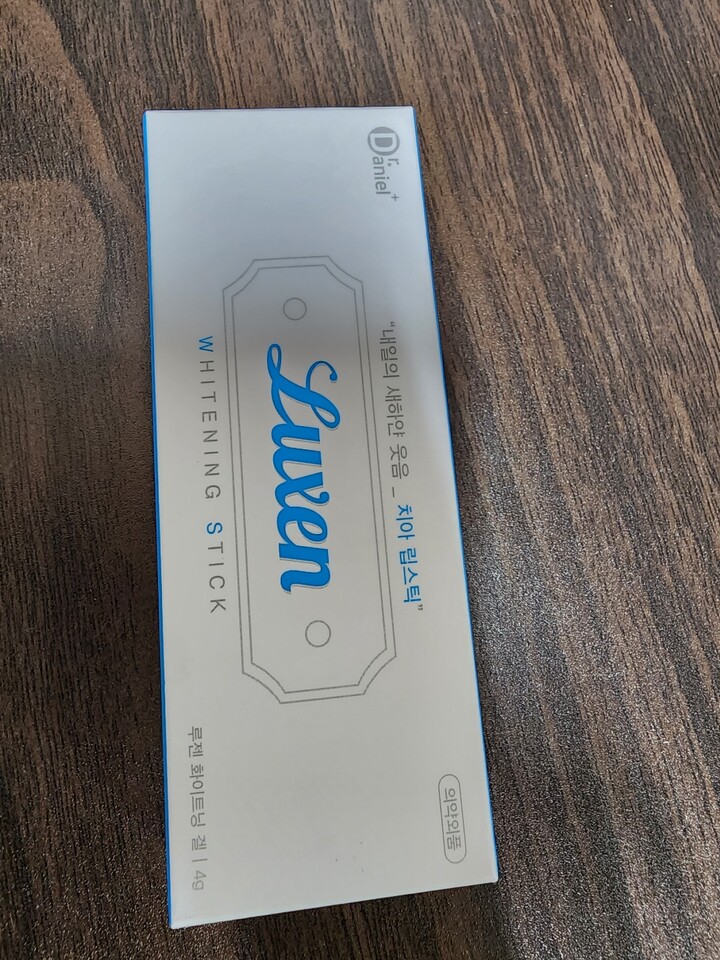 Dr.Daniel+
"내일의 새하얀 웃음 _ 치아 립스틱"
Luxen
WHITENING STICK
루젠 화이트닝 겔 | 4g
의약외품